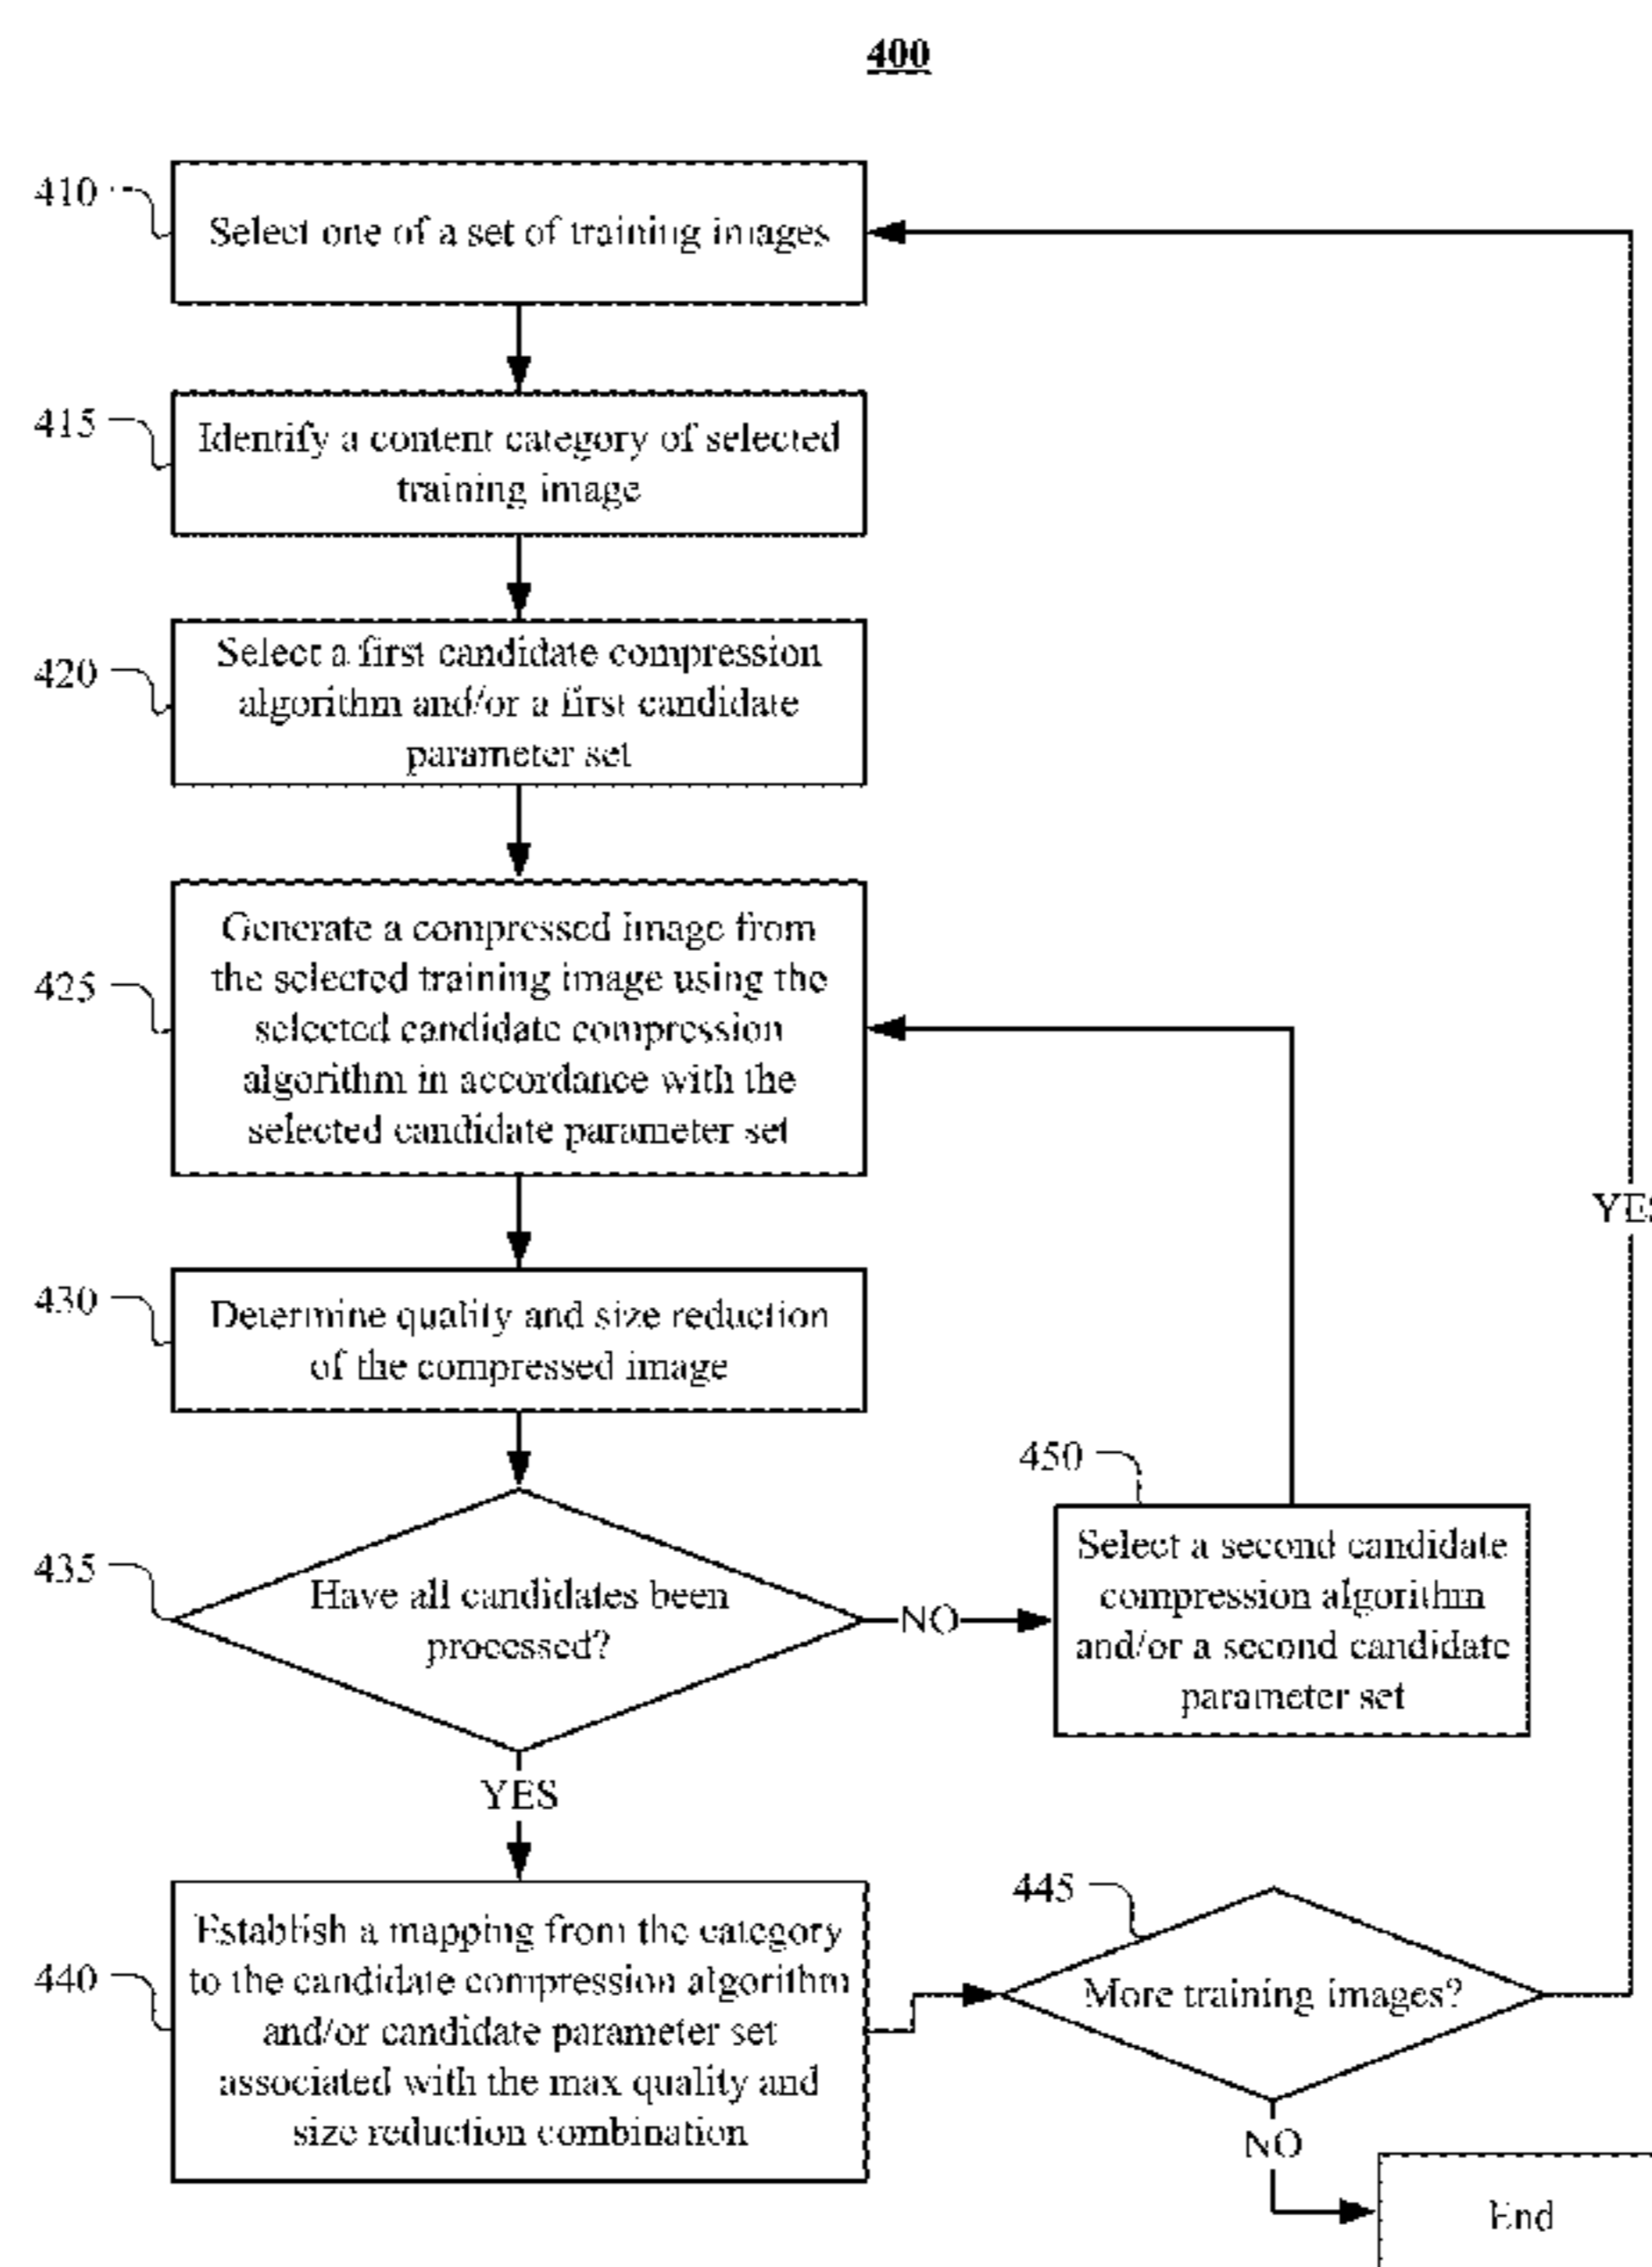 400
410
Select one of a set of training images
415
Identify a content category of selected
training image
420
Select a first candidate compression
algorithm and/or a first candidate
parameter set
425
Generate a compressed image from
the selected training image using the
selected candidate compression
algorithm in accordance with the
selected candidate parameter set
YES
430
Determine quality and size reduction
of the compressed image
450
Select a second candidate
compression algorithm
and/or a second candidate
parameter set
435
Have all candidates been
processed?
NO
YES
440
Establish a mapping from the category
to the candidate compression algorithm
and/or candidate parameter set
associated with the max quality and
size reduction combination
445
More training images?
NO
End